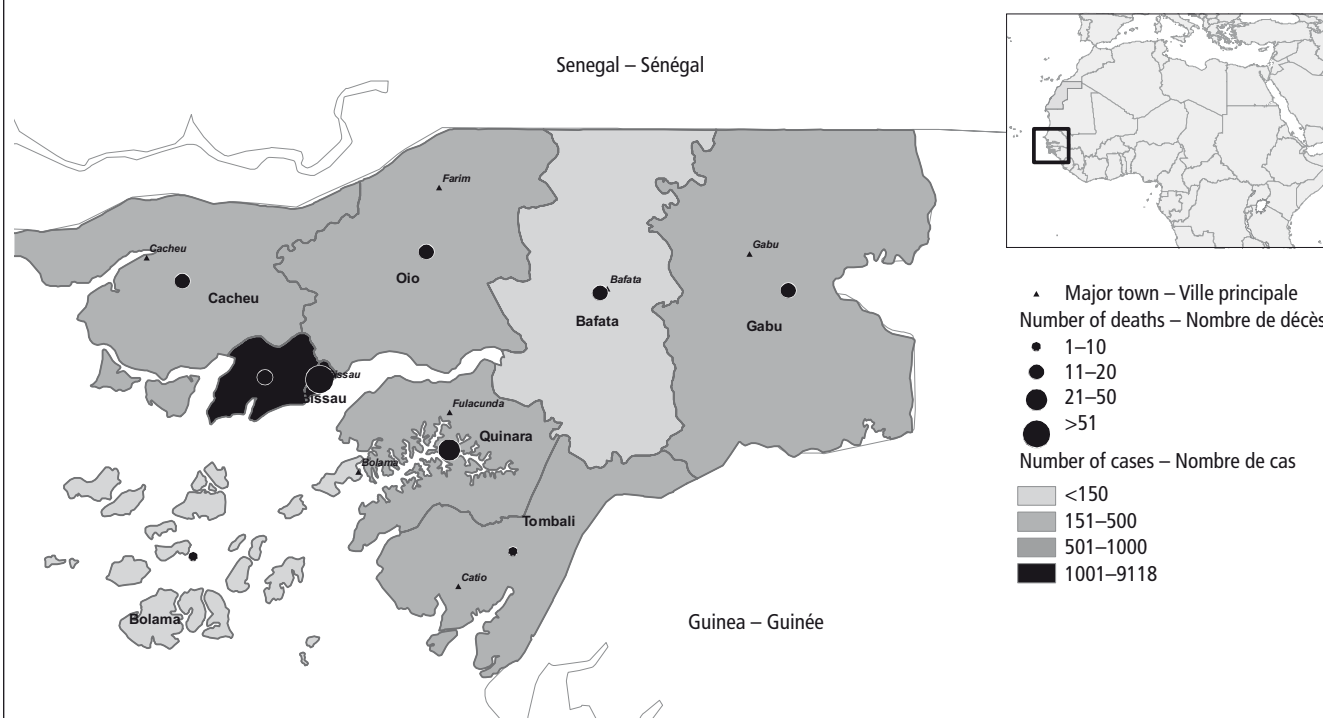 Senegal – Sénégal
Farim
Cacheu
Gabu
Oio
Bafata
Cacheu
Bafata
Gabu
Bissau
Bissau
Fulacunda
Quinara
Bolama
Tombali
Catio
Bolama
Guinea – Guinée
Major town – Ville principale
Number of deaths – Nombre de décès
1–10
11–20
21–50
>51
Number of cases – Nombre de cas
<150
151–500
501–1000
1001–9118